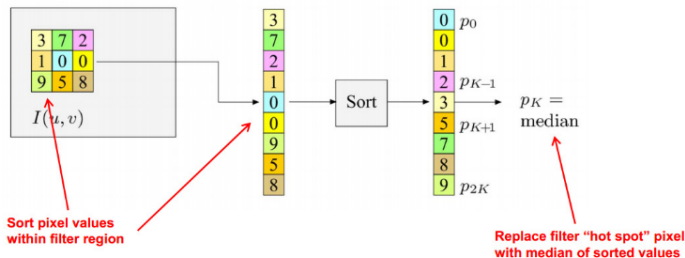 3 7 2
1 0 0
9 5 8
I(u, v)
3
7
2
1
0
0
9
5
8
Sort
0 p0
0
1
2 pK−1
3
5 pK+1
7
8
9 p2K
pK =
median
Sort pixel values
within filter region
Replace filter “hot spot” pixel
with median of sorted values